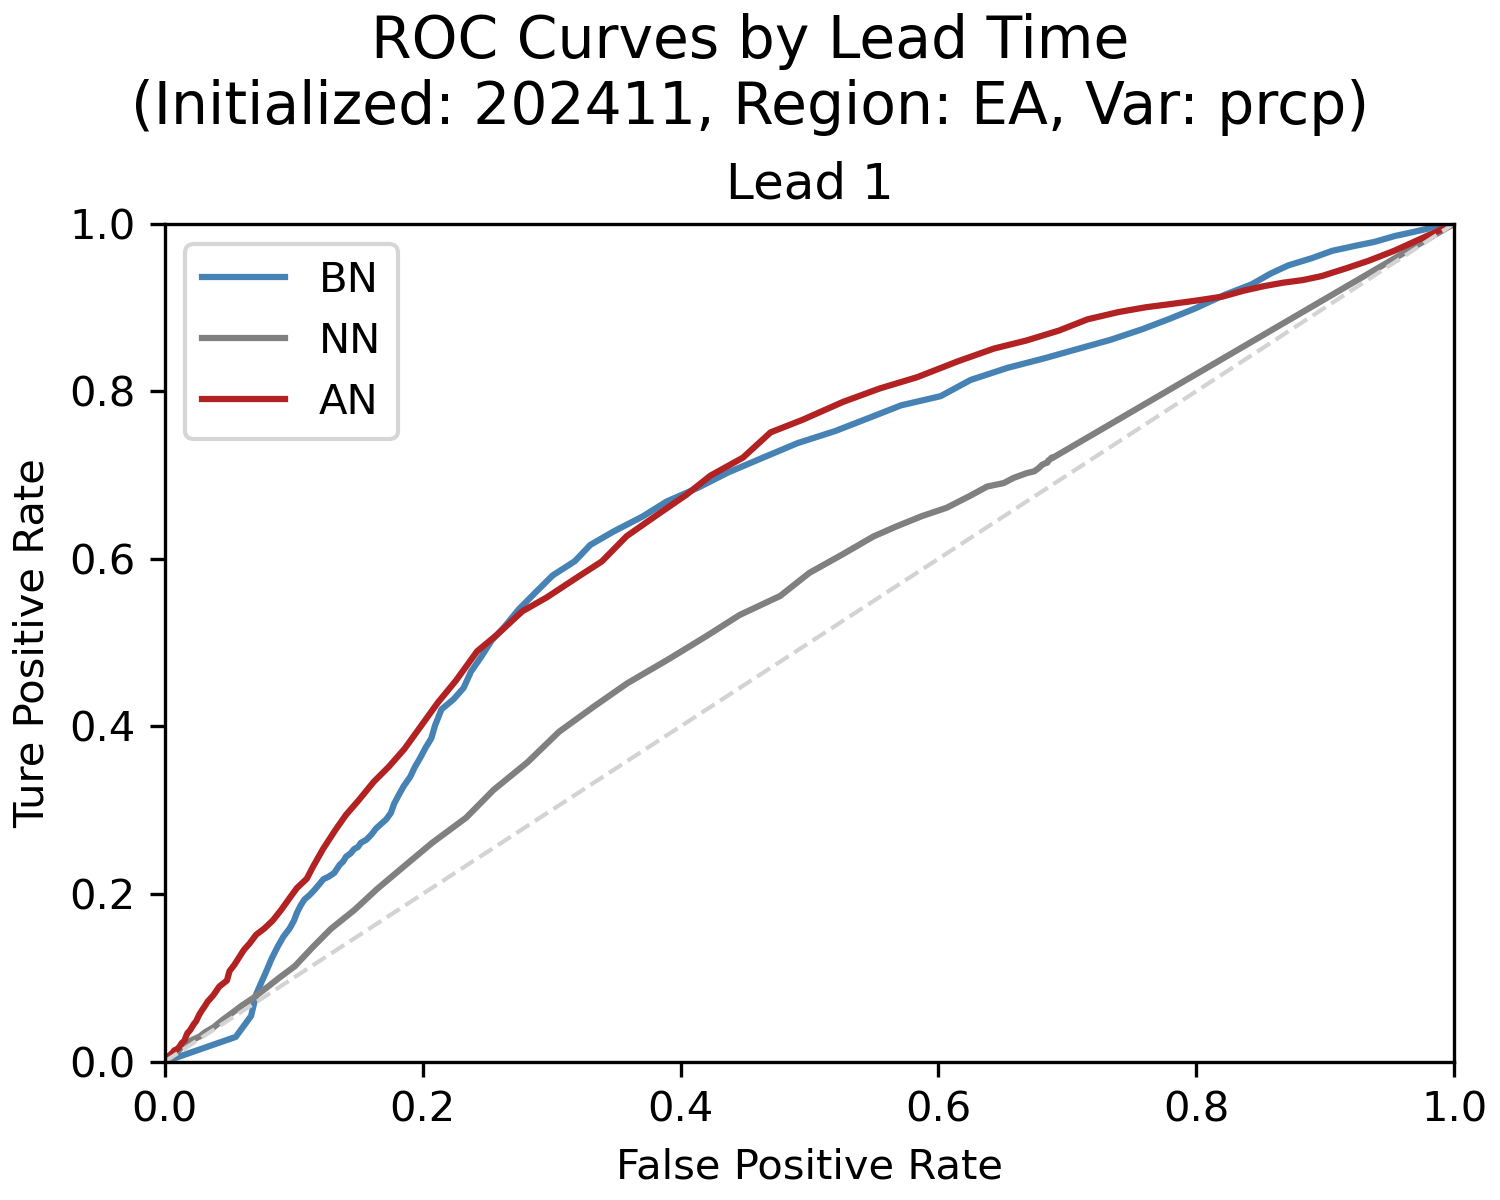 ROC Curves by Lead Time
(Initialized: 202411, Region: EA, Var: prcp)
Lead 1
1.0
0.8
0.6
0.4
0.2
0.0
Ture Positive Rate
BN
NN
AN
0.0 0.2 0.4 0.6 0.8 1.0
False Positive Rate